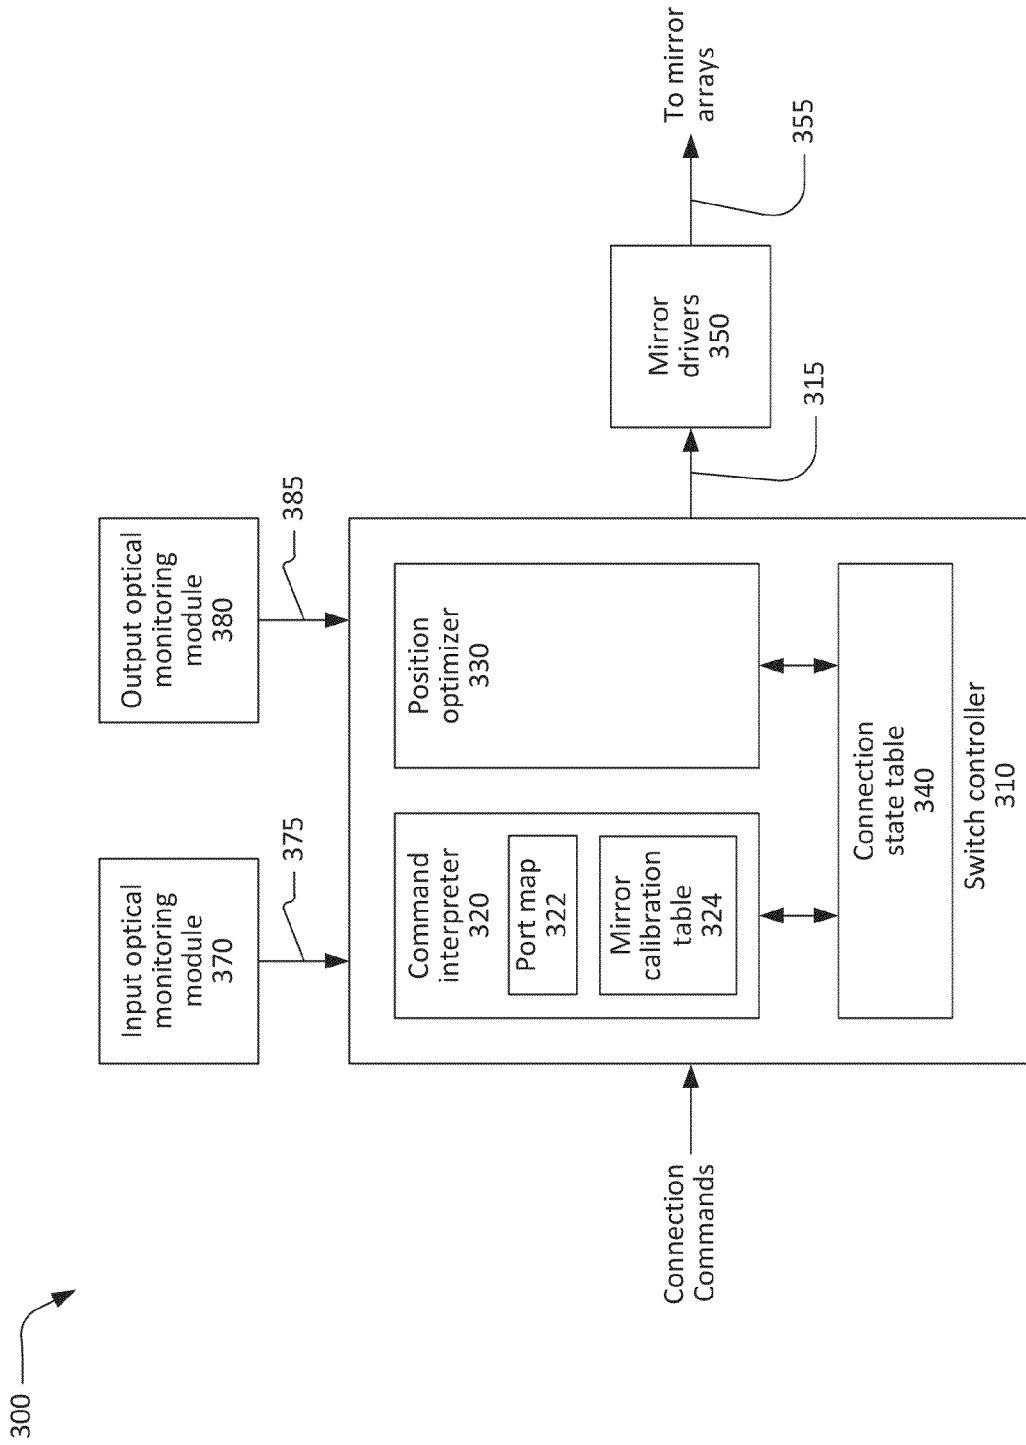 300
Input optical
monitoring
module
370
375
Output optical
monitoring
module
380
385
Connection
Commands
Command
interpreter
320
Port map
322
Mirror
calibration
table
324
Position
optimizer
330
Connection
state table
340
Switch controller
310
315
Mirror
drivers
350
355
To mirror
arrays